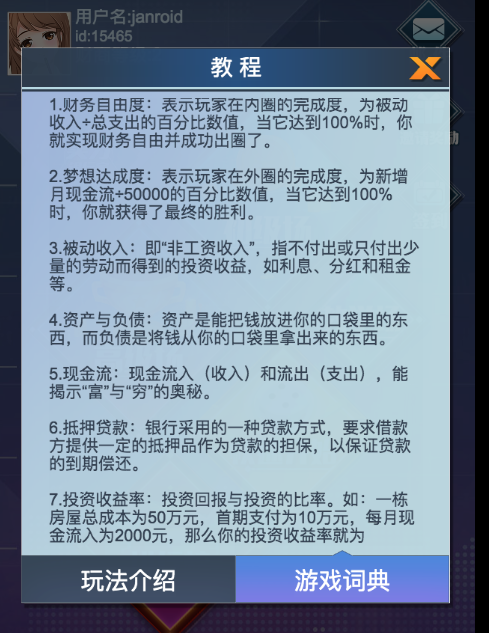 用户名:janroid
id:15465
教 程
1.财务自由度：表示玩家在内圈的完成度，为被动
收入÷总支出的百分比数值，当它达到100%时，你
就实现财务自由并成功出圈了。
2.梦想达成度：表示玩家在外圈的完成度，为新增
月现金流÷50000的百分比数值，当它达到100%
时，你就获得了最终的胜利。
3.被动收入：即“非工资收入”，指不付出或只付出少
量的劳动而得到的投资收益，如利息、分红和租金
等。
4.资产与负债：资产是能把钱放进你的口袋里的东
西，而负债是将钱从你的口袋里拿出来的东西。
5.现金流：现金流入（收入）和流出（支出），能
揭示“富”与“穷”的奥秘。
6.抵押贷款：银行采用的一种贷款方式，要求借款
方提供一定的抵押品作为贷款的担保，以保证贷款
的到期偿还。
7.投资收益率：投资回报与投资的比率。如：一栋
房屋总成本为50万元，首期支付为10万元，每月现
金流入为2000元，那么你的投资收益率就为
玩法介绍
游戏词典